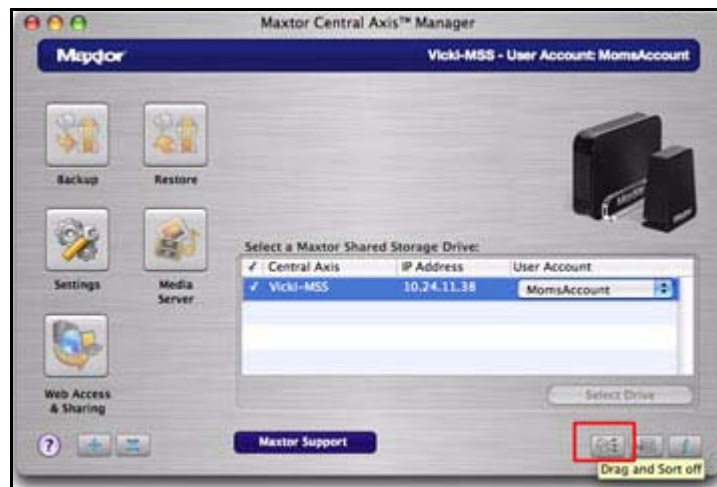 Maxtor Central Axis™ Manager
Maxtor
Vicki-MSS - User Account: MomsAccount
Backup
Restore
Settings
Media
Server
Web Access
& Sharing
Select a Maxtor Shared Storage Drive:
✓ Central Axis IP Address User Account
✓ Vicki-MSS 10.24.11.38 MomsAccount
Select Drive
?
Maxtor Support
Drag and Sort off